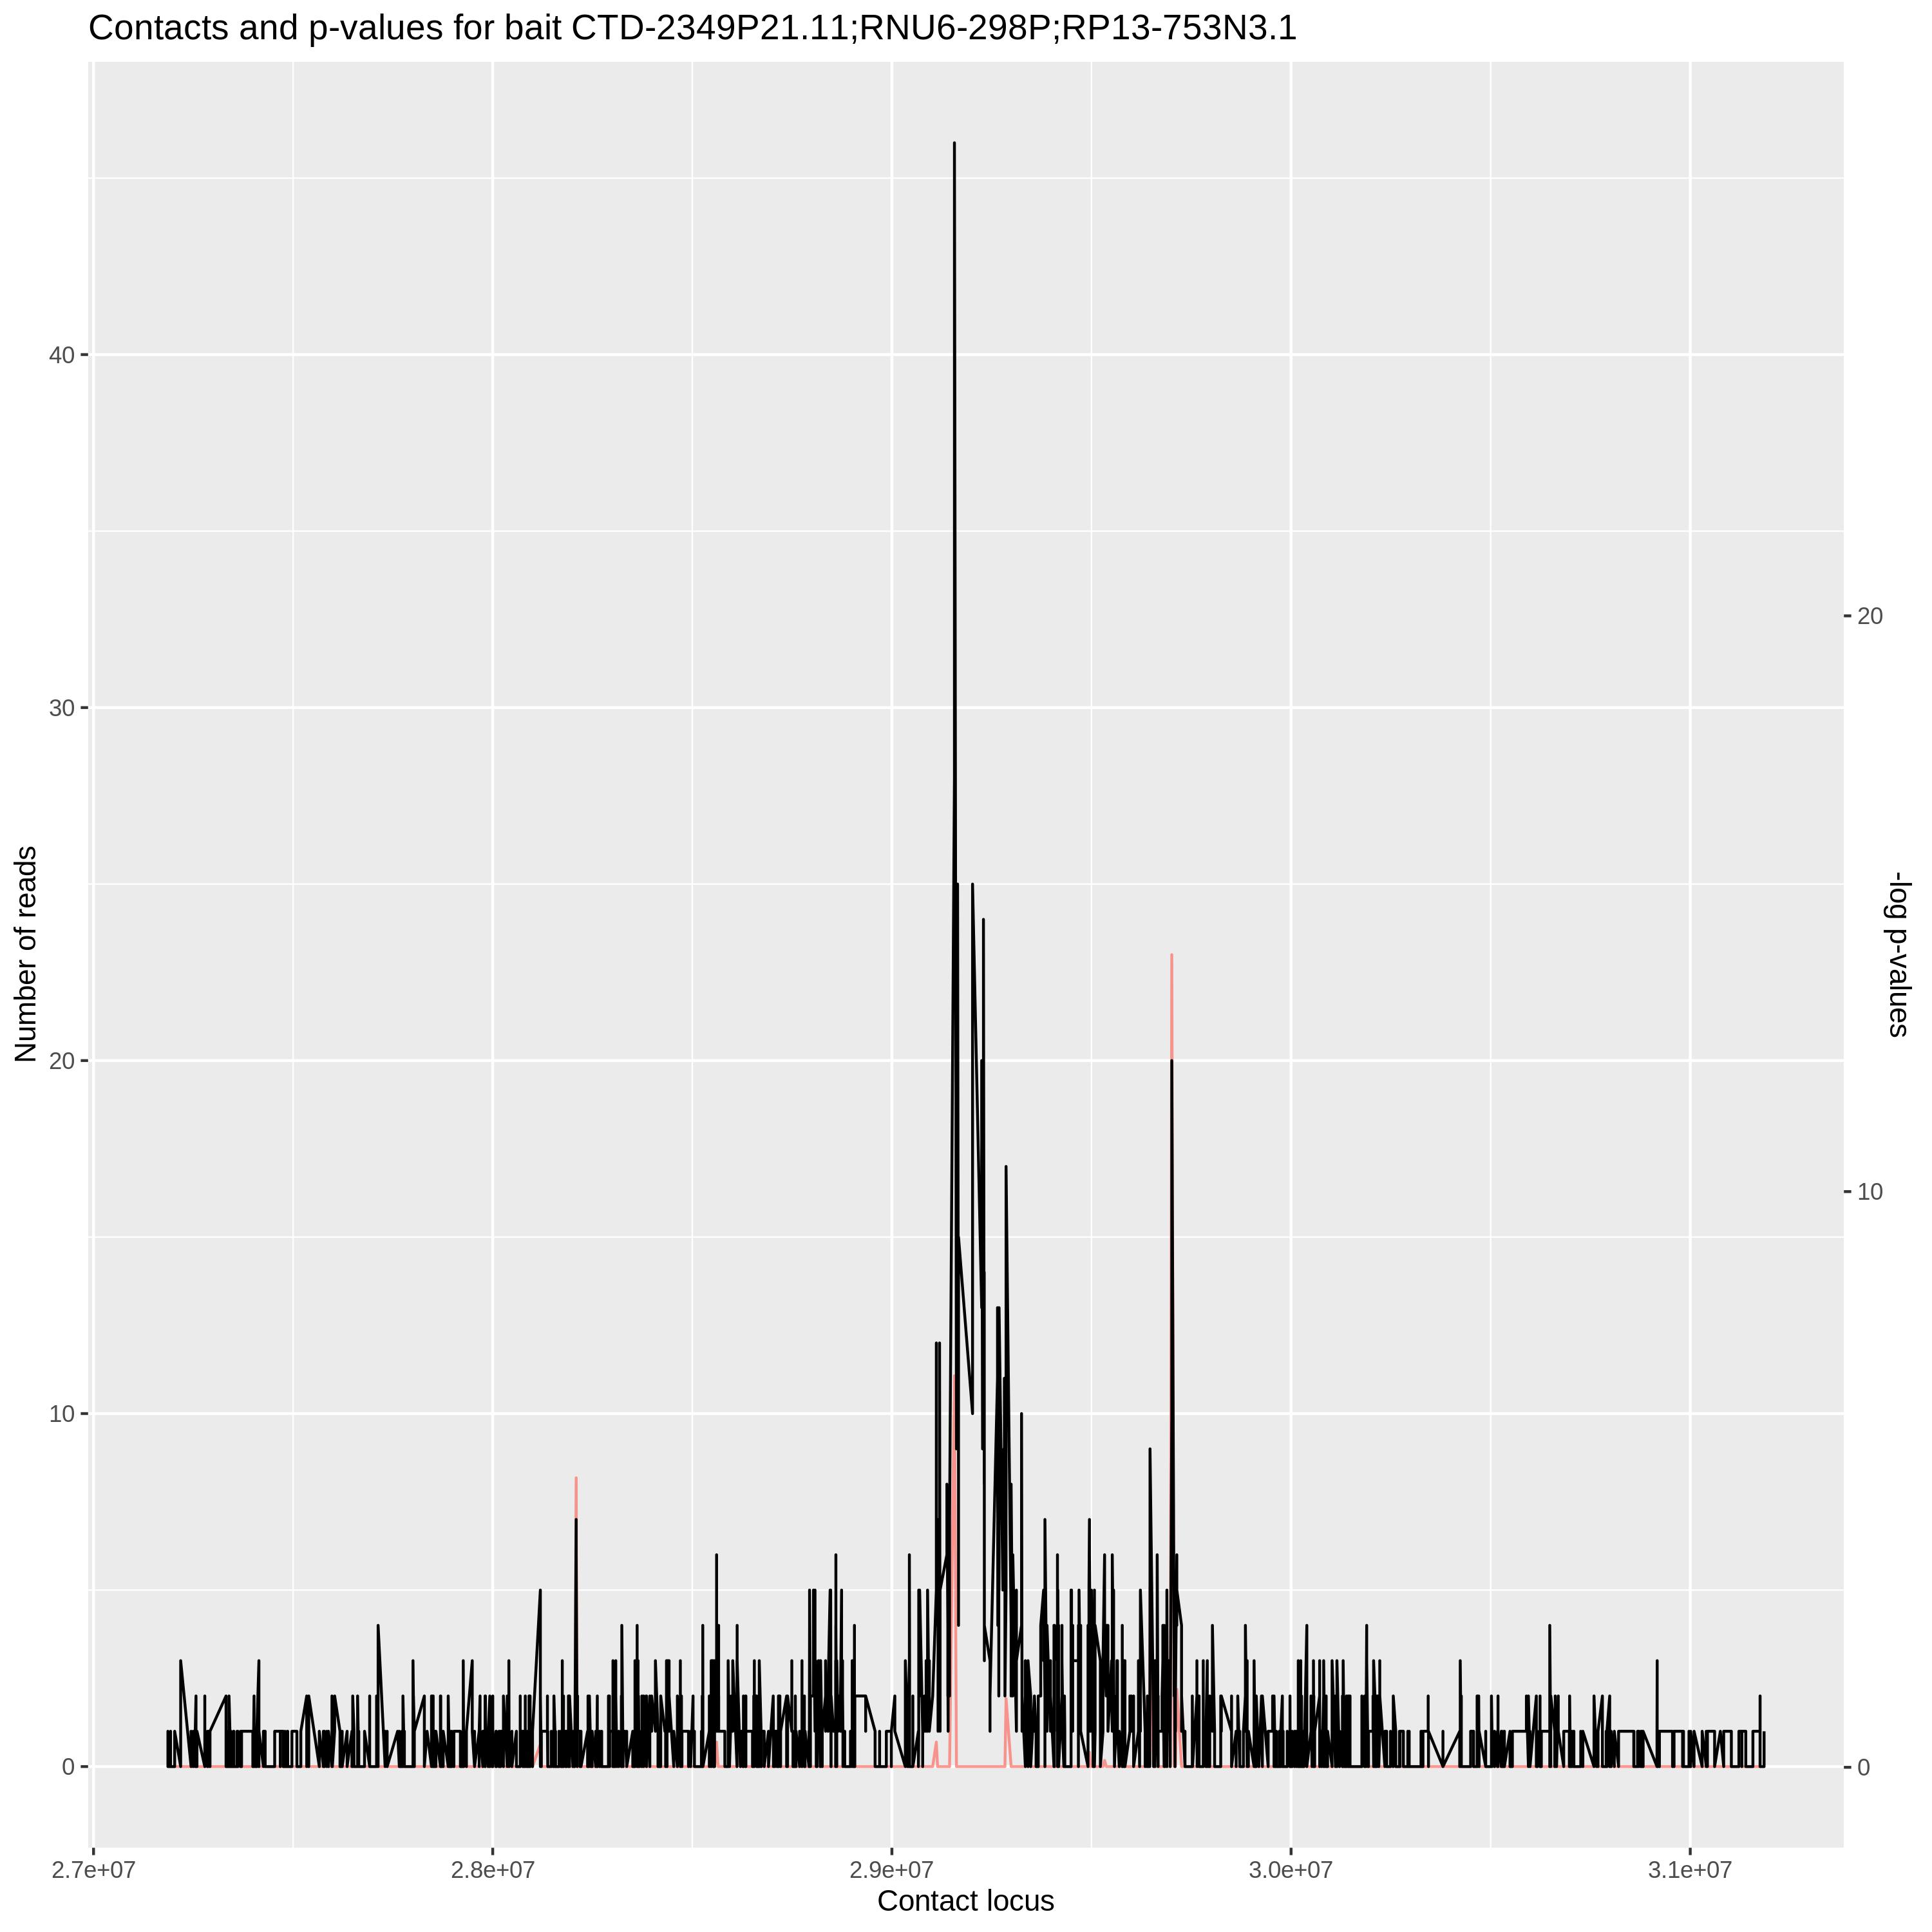 Contacts and p-values for bait CTD-2349P21.11;RNU6-298P;RP13-753N3.1
40
30
20
10
0
Number of reads
20
10
0
-log p-values
2.7e+07 2.8e+07 2.9e+07 3.0e+07 3.1e+07
Contact locus